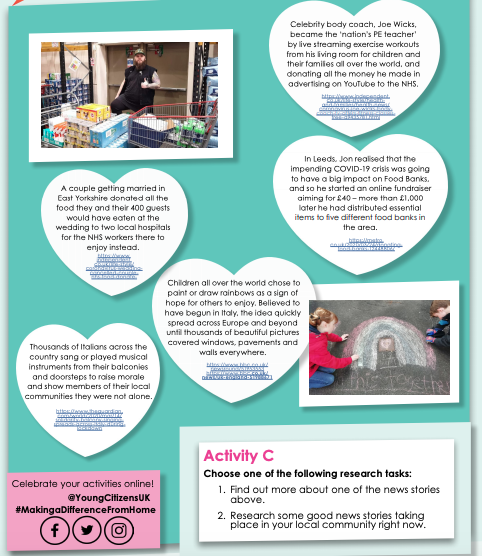 Celebrity body coach, Joe Wicks,
became the 'nation's PE teacher'
by live streaming exercise workouts
from his living room for children and
their families all over the world, and
donating all the money he made in
advertising on YouTube to the NHS.
In Leeds, Jon realised that the
impending COVID-19 crisis was going
to have a big impact on Food Banks,
and so he started an online fundraiser
aiming for £40 – more than £1,000
later he had distributed essential
items to five different food banks in
the area.
A couple getting married in
East Yorkshire donated all the
food they and their 400 guests
would have eaten at the
wedding to two local hospitals
for the NHS workers there to
enjoy instead.
Children all over the world chose to
paint or draw rainbows as a sign of
hope for others to enjoy. Believed to
have begun in Italy, the idea quickly
spread across Europe and beyond
until thousands of beautiful pictures
covered windows, pavements and
walls everywhere.
Thousands of Italians across the
country sang or played musical
instruments from their balconies
and doorsteps to raise morale
and show members of their local
communities they were not alone.
Activity C
Choose one of the following research tasks:
1. Find out more about one of the news stories
above.
2. Research some good news stories taking
place in your local community right now.
Celebrate your activities online!
@YoungCitizensUK
#MakingaDifferenceFromHome